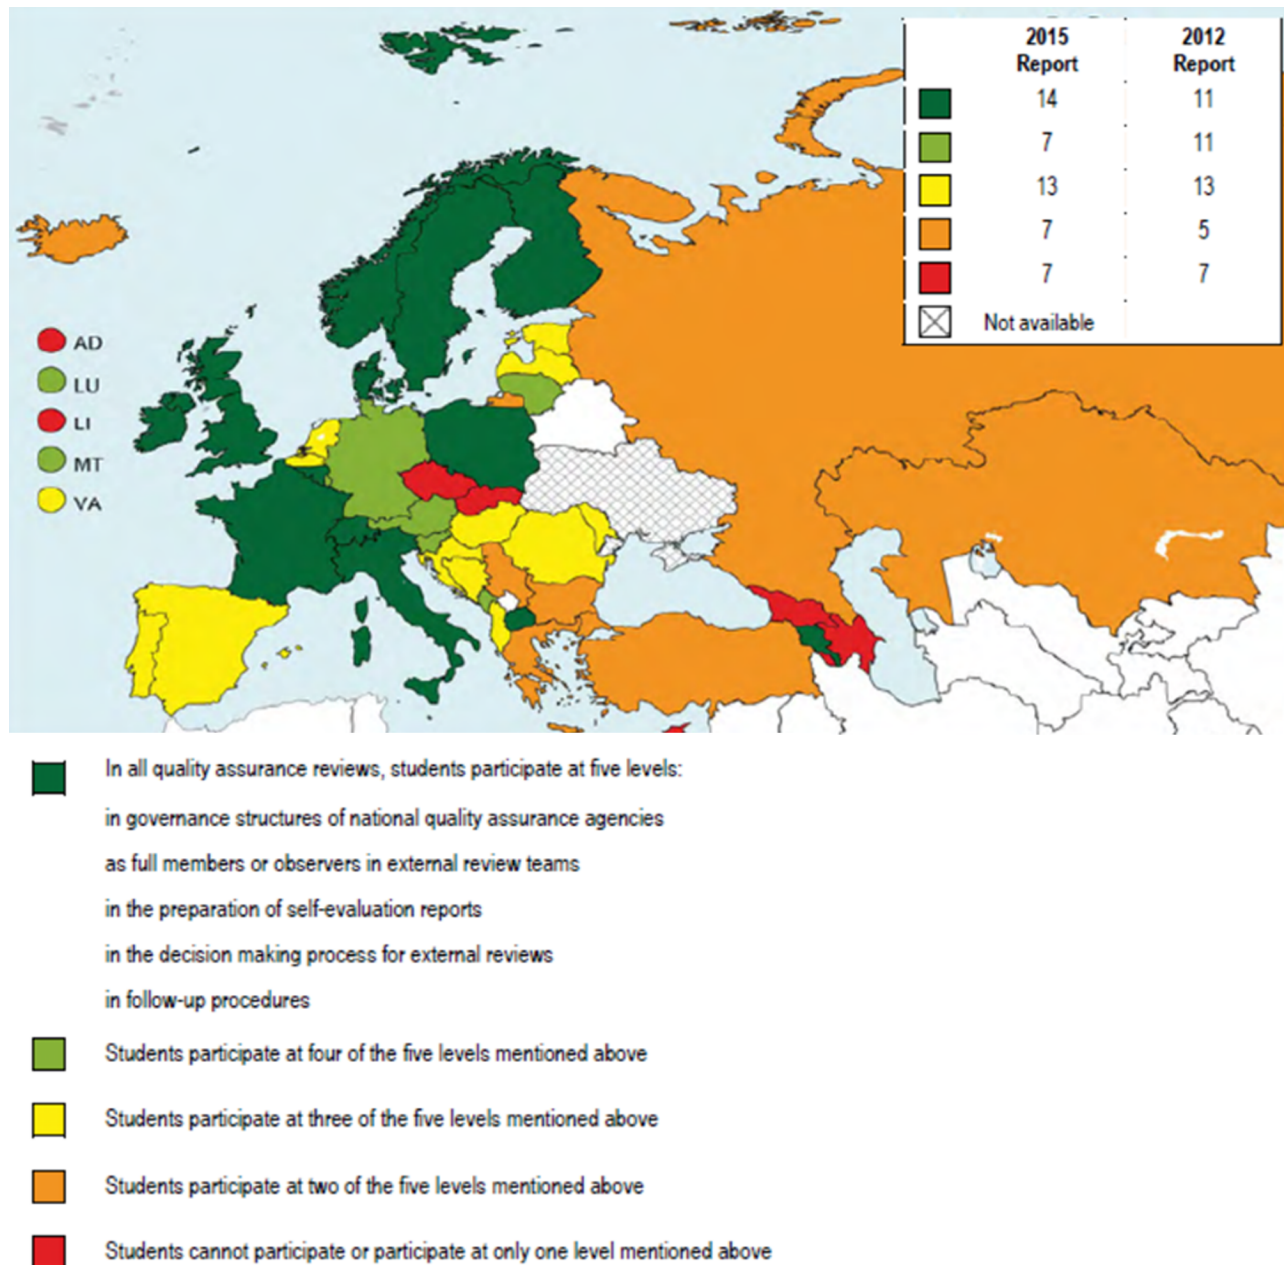 2015 2012
Report Report
14 11
7 11
13 13
7 5
7 7
Not available
AD
LU
LI
MT
VA
In all quality assurance reviews, students participate at five levels:
in governance structures of national quality assurance agencies
as full members or observers in external review teams
in the preparation of self-evaluation reports
in the decision making process for external reviews
in follow-up procedures
Students participate at four of the five levels mentioned above
Students participate at three of the five levels mentioned above
Students participate at two of the five levels mentioned above
Students cannot participate or participate at only one level mentioned above